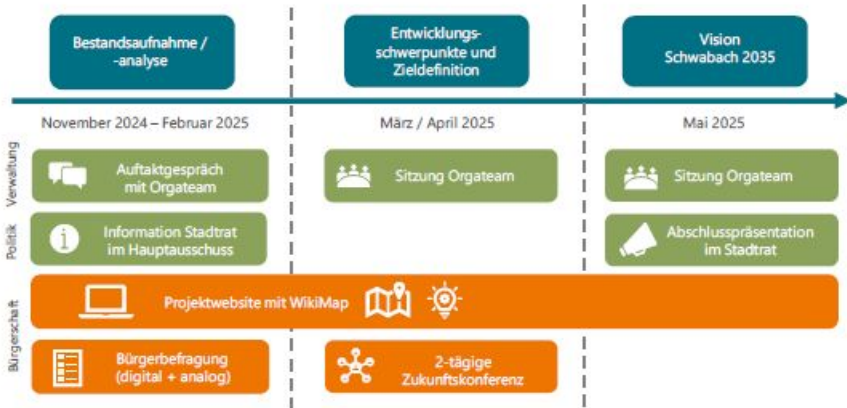 Bestandsaufnahme /
-analyse
Entwicklungs-
schwerpunkte und
Zieldefinition
Vision
Schwabach 2035
November 2024 – Februar 2025
März / April 2025
Mai 2025
Verwaltung
Auftaktgespräch
mit Orgateam
Sitzung Orgateam
Sitzung Orgateam
Politik
Information Stadtrat
im Hauptausschuss
Abschlusspräsentation
im Stadtrat
Bürgerschaft
Projektwebsite mit WikiMap
Bürgerbefragung
(digital + analog)
2-tägige
Zukunftskonferenz